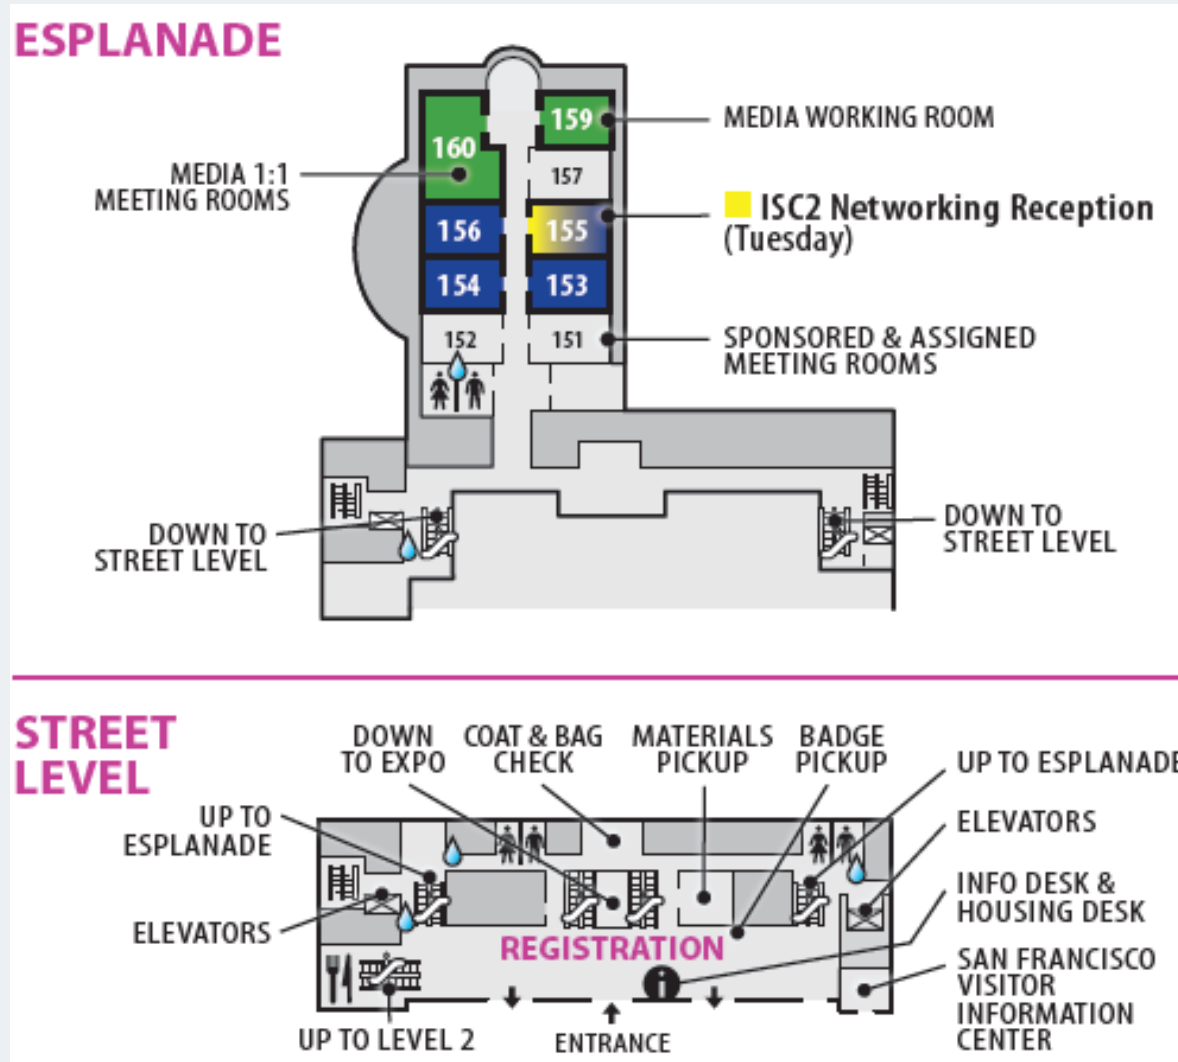 ESPLANADE
159
MEDIA WORKING ROOM
160
MEDIA 1:1
MEETING ROOMS
157
156
155
ISC2 Networking Reception
(Tuesday)
154
153
152
151
SPONSORED & ASSIGNED
MEETING ROOMS
DOWN TO
STREET LEVEL
DOWN TO
STREET LEVEL
STREET
LEVEL
DOWN
TO EXPO
COAT & BAG
CHECK
MATERIALS
PICKUP
BADGE
PICKUP
UP TO ESPLANADE
UP TO
ESPLANADE
ELEVATORS
INFO DESK &
HOUSING DESK
ELEVATORS
REGISTRATION
i
SAN FRANCISCO
VISITOR
INFORMATION
CENTER
UP TO LEVEL 2
ENTRANCE